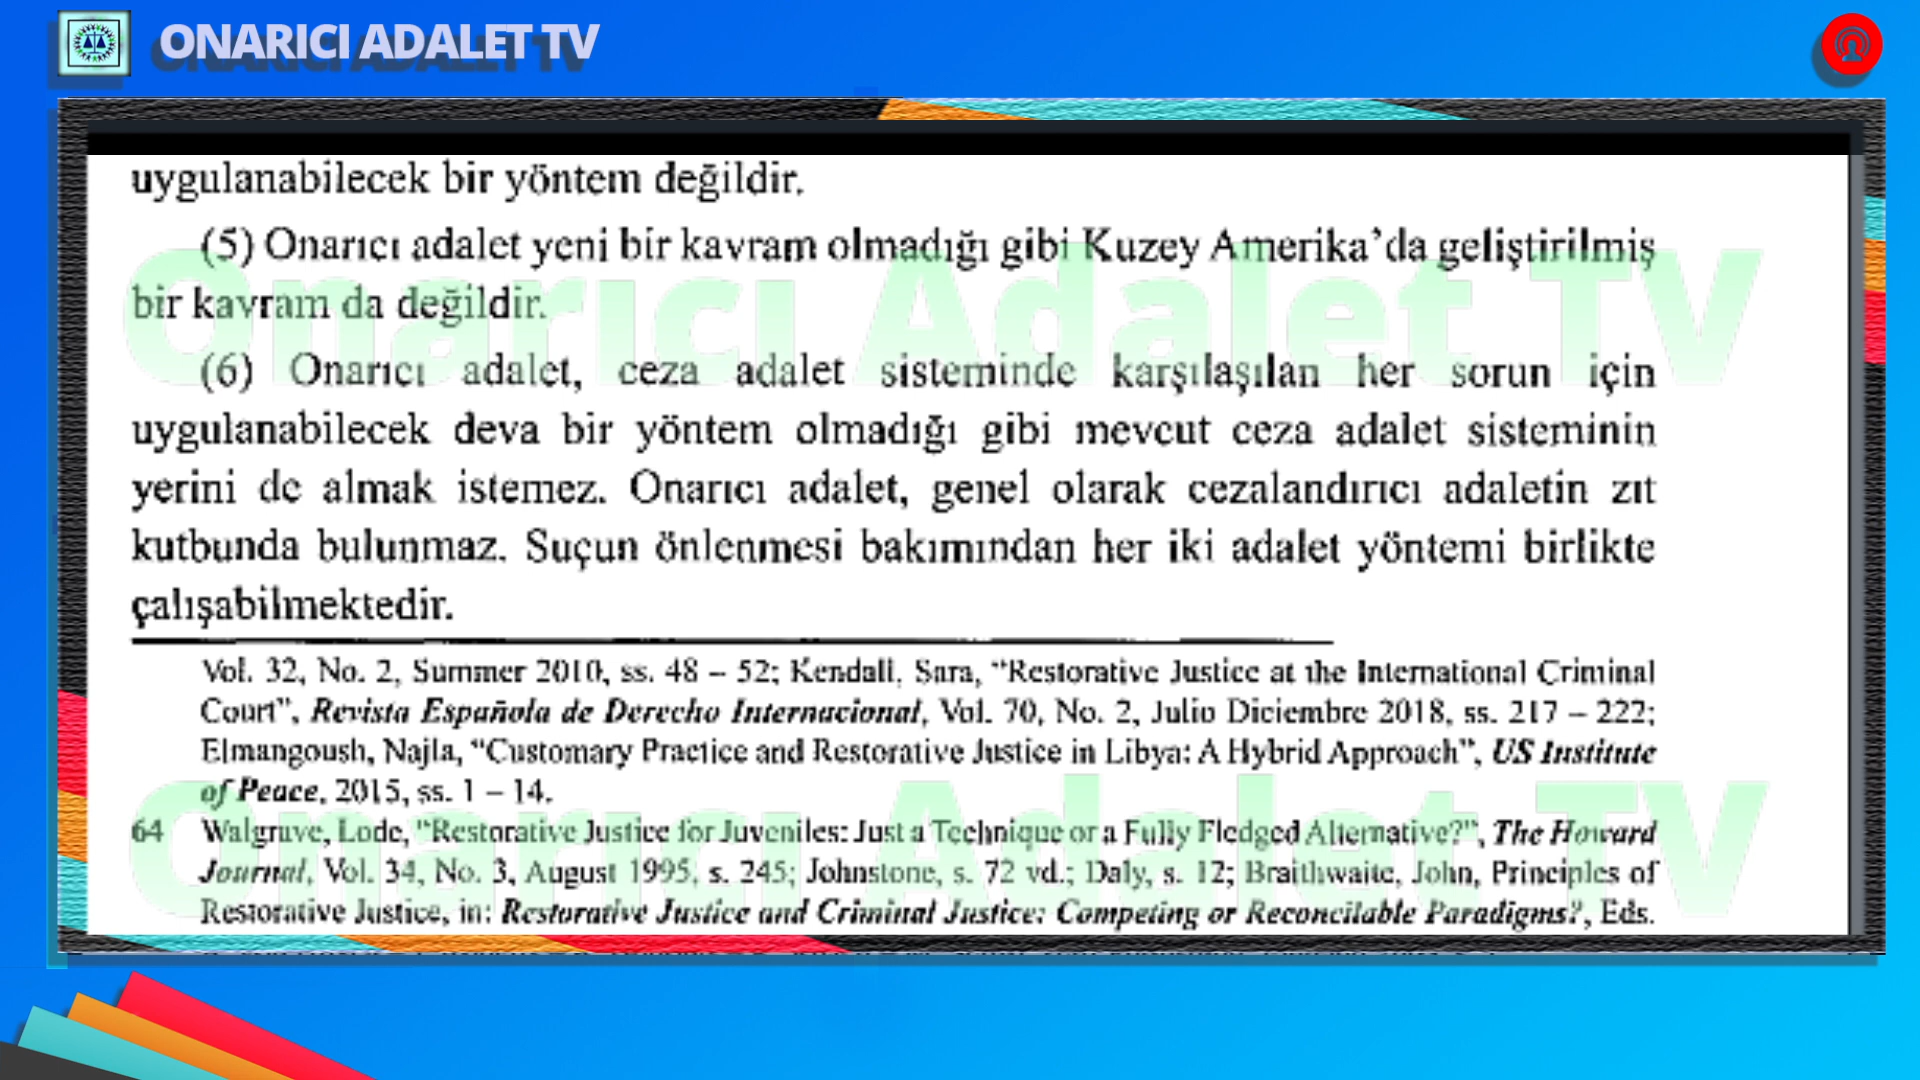 ONARICI ADALET TV
uygulanabilecek bir yöntem değildir.
(5) Onarıcı adalet yeni bir kavram olmadığı gibi Kuzey Amerika’da geliştirilmiş
bir kavram da değildir.
(6) Onarıcı adalet, ceza adalet sisteminde karşılaşılan her sorun için
uygulanabilecek deva bir yöntem olmadığı gibi mevcut ceza adalet sisteminin
yerini de almak istemez. Onarıcı adalet, genel olarak cezalandırıcı adaletin zıt
kutbunda bulunmaz. Suçun önlenmesi bakımından her iki adalet yöntemi birlikte
çalışabilmektedir.
Vol. 32, No. 2, Summer 2010, ss. 48 – 52; Kendall, Sara, “Restorative Justice at the International Criminal
Court”, Revista Española de Derecho Internacional, Vol. 70, No. 2, Julio Diciembre 2018, ss. 217 – 222;
Elmangoush, Najla, “Customary Practice and Restorative Justice in Libya: A Hybrid Approach”, US Institute
of Peace, 2015, ss. 1 – 14.
64 Walgrave, Lode, “Restorative Justice for Juveniles: Just a Technique or a Fully Fledged Alternative?”, The Howard
Journal, Vol. 34, No. 3, August 1995, s. 245; Johnstone, s. 72 vd.; Daly, s. 12; Braithwaite, John, Principles of
Restorative Justice, in: Restorative Justice and Criminal Justice: Competing or Reconcilable Paradigms?, Eds.
Onarıcı Adalet TV
Onarıcı Adalet TV